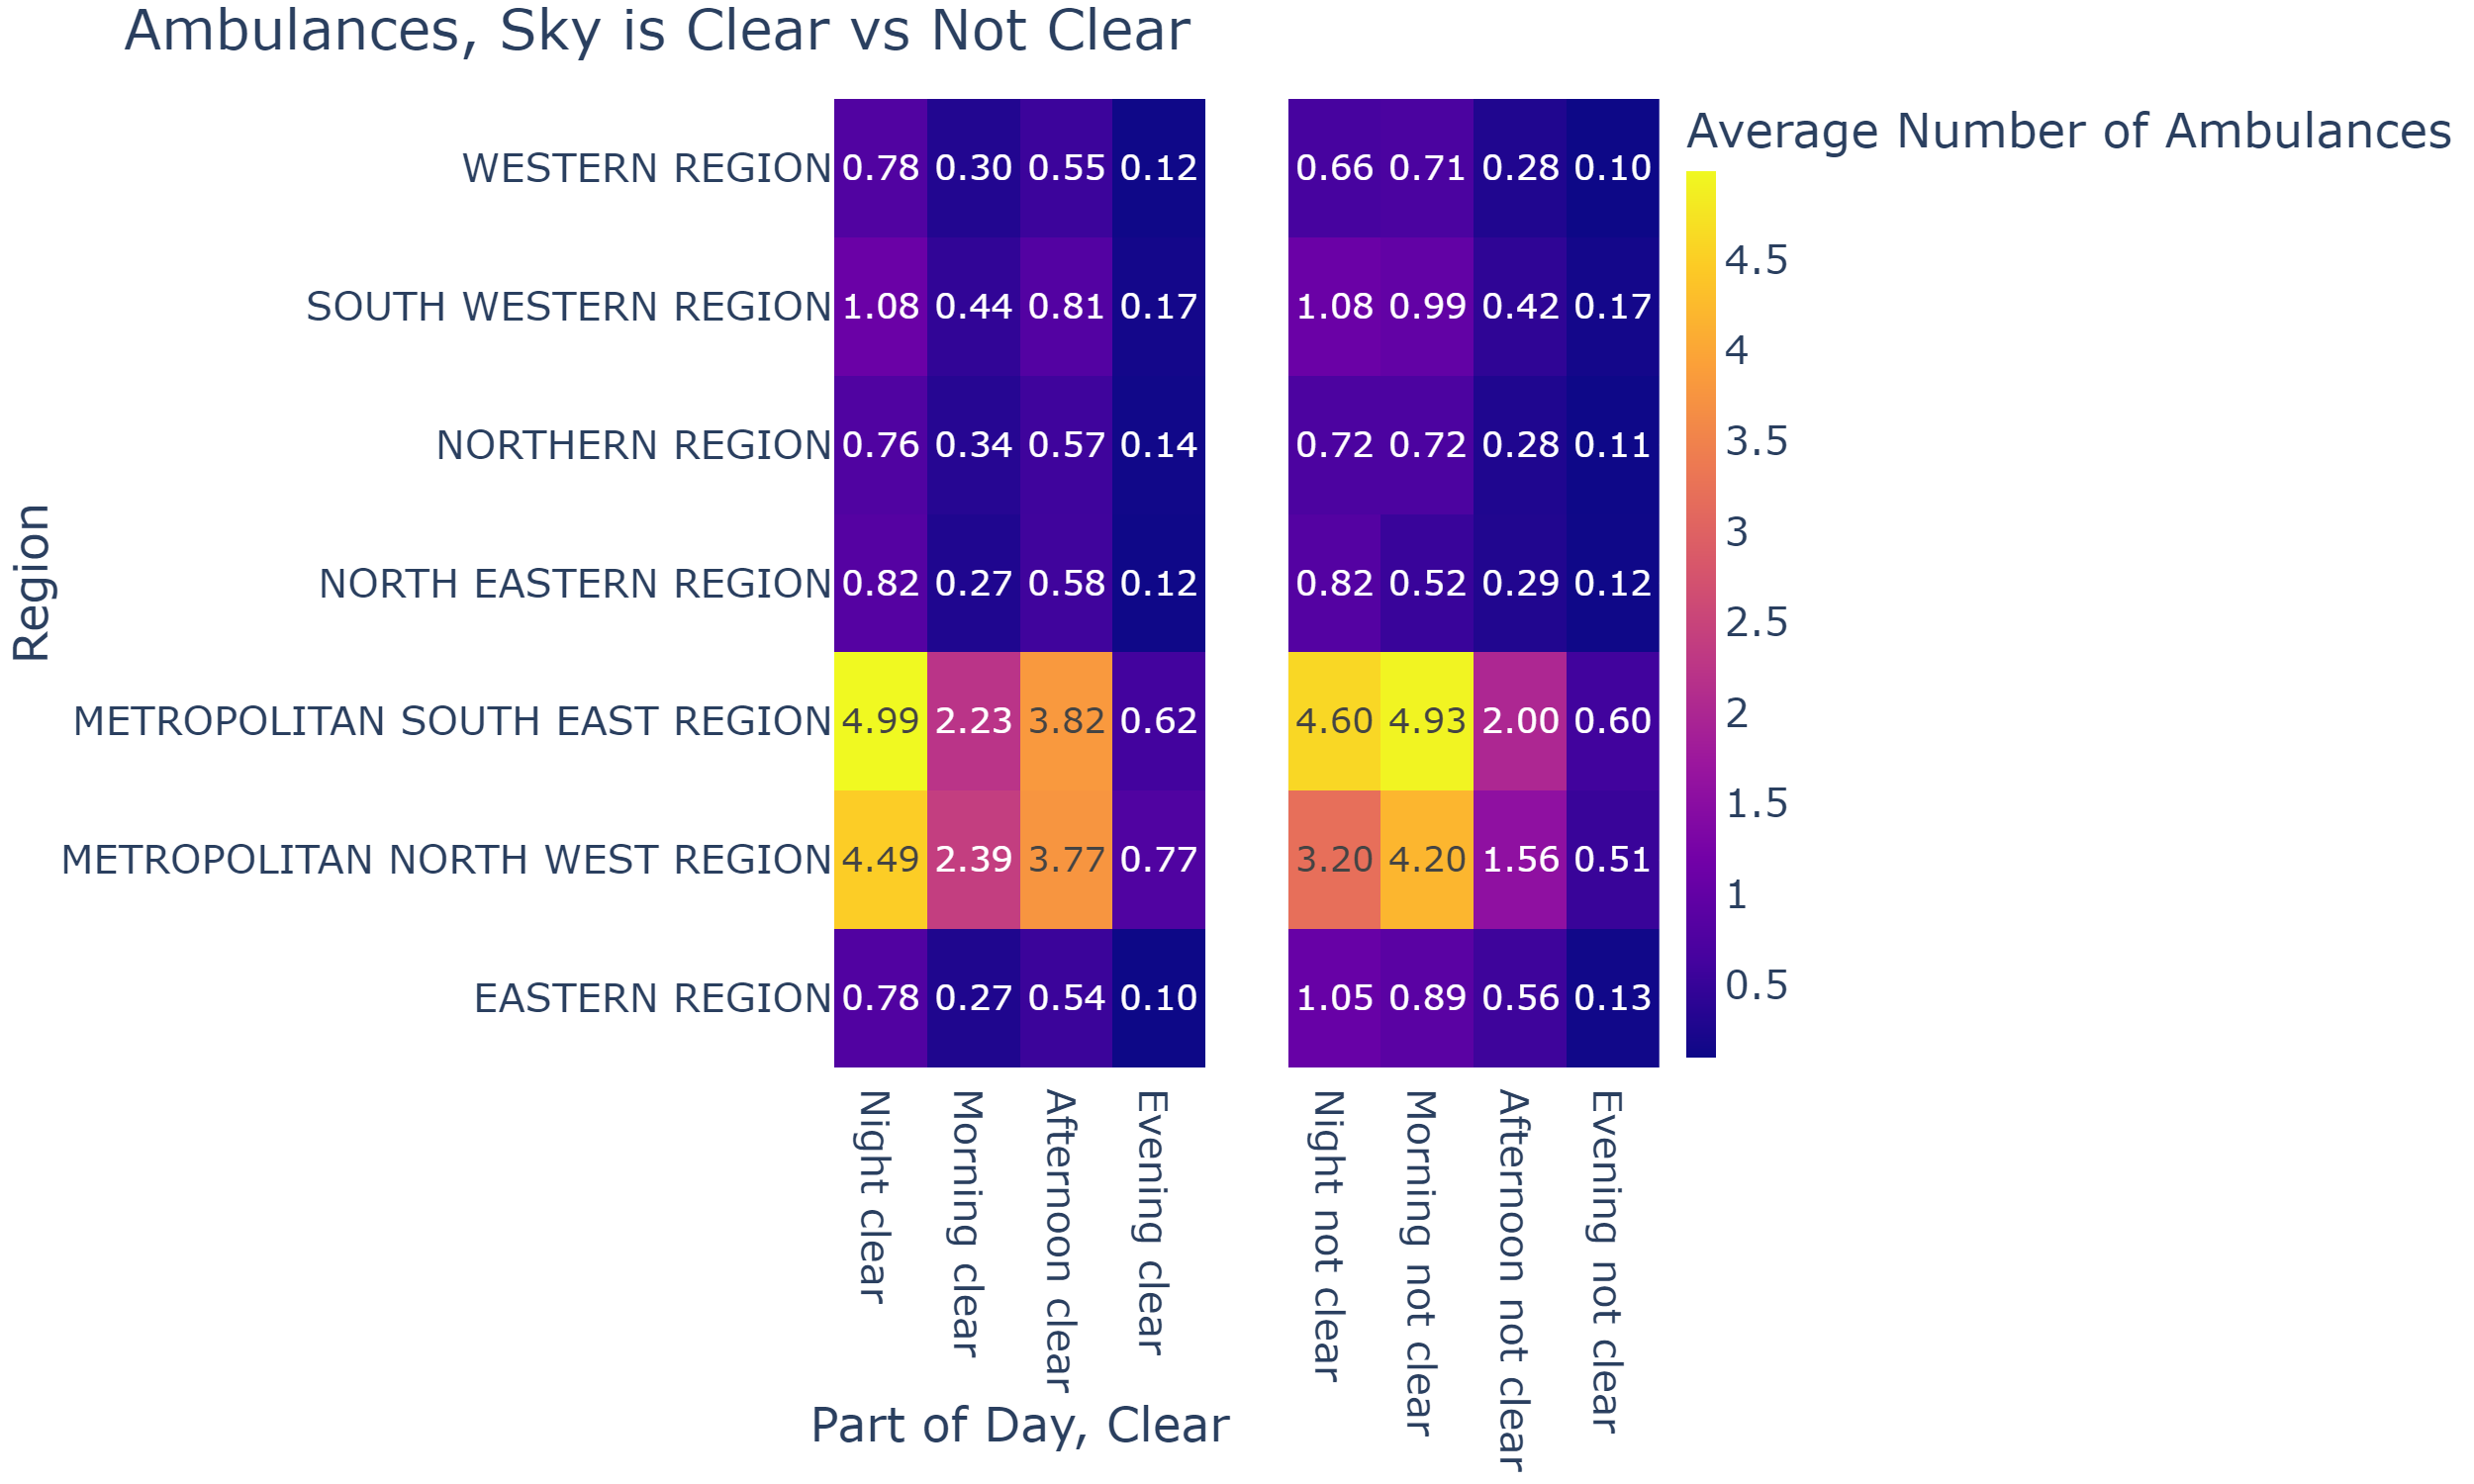 Ambulances, Sky is Clear vs Not Clear
Average Number of Ambulances
Region
WESTERN REGION 0.78 0.30 0.55 0.12 0.66 0.71 0.28 0.10
SOUTH WESTERN REGION 1.08 0.44 0.81 0.17 1.08 0.99 0.42 0.17
NORTHERN REGION 0.76 0.34 0.57 0.14 0.72 0.72 0.28 0.11
NORTH EASTERN REGION 0.82 0.27 0.58 0.12 0.82 0.52 0.29 0.12
METROPOLITAN SOUTH EAST REGION 4.99 2.23 3.82 0.62 4.60 4.93 2.00 0.60
METROPOLITAN NORTH WEST REGION 4.49 2.39 3.77 0.77 3.20 4.20 1.56 0.51
EASTERN REGION 0.78 0.27 0.54 0.10 1.05 0.89 0.56 0.13
4.5
4
3.5
3
2.5
2
1.5
1
0.5
Night clear
Morning clear
Afternoon clear
Evening clear
Night not clear
Morning not clear
Afternoon not clear
Evening not clear
Part of Day, Clear